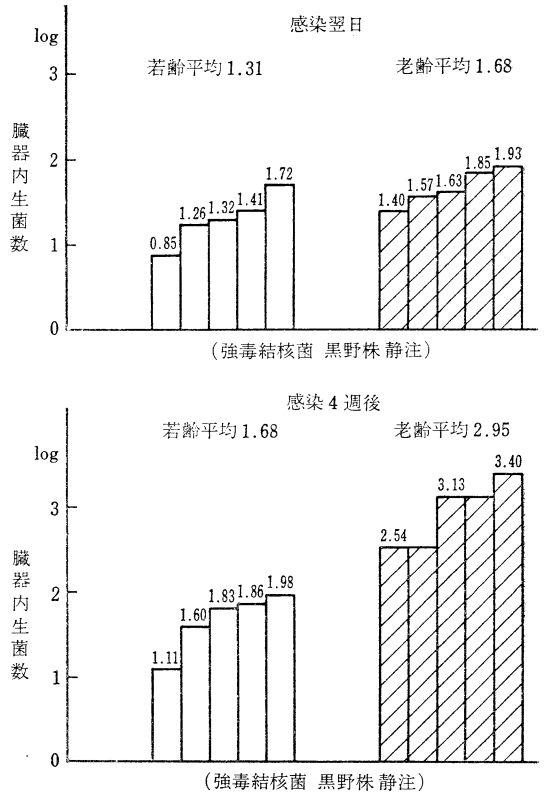 感染翌日
log
若齢平均1.31
老齢平均1.68
3
2
1
0
臓器内生菌数
0.85
1.26
1.32
1.41
1.72
1.40
1.57
1.63
1.85
1.93
(強毒結核菌 黒野株 静注)
感染4週後
log
若齢平均1.68
老齢平均2.95
3
2
1
0
臓器内生菌数
1.11
1.60
1.83
1.86
1.98
2.54
3.13
3.40
(強毒結核菌 黒野株 静注)